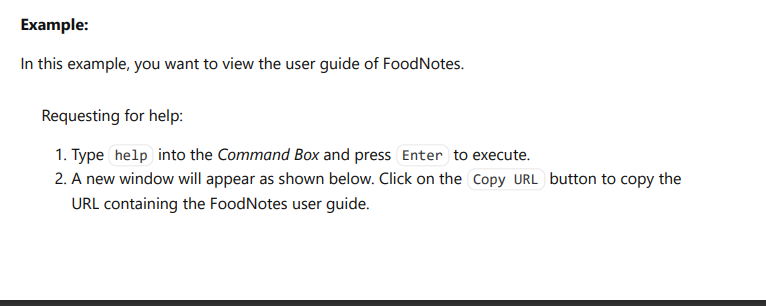 Example:
In this example, you want to view the user guide of FoodNotes.
Requesting for help:
1. Type help into the Command Box and press Enter to execute.
2. A new window will appear as shown below. Click on the Copy URL button to copy the
URL containing the FoodNotes user guide.